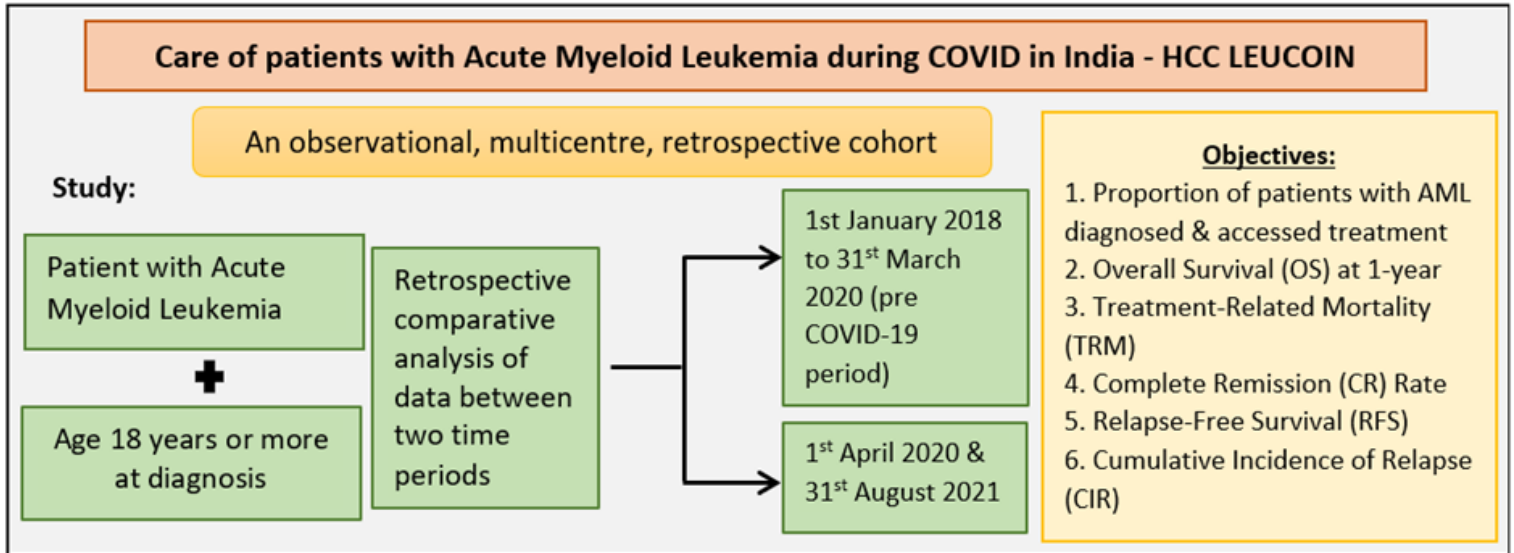 Care of patients with Acute Myeloid Leukemia during COVID in India - HCC LEUCOIN
An observational, multicentre, retrospective cohort
Study:
Patient with Acute
Myeloid Leukemia
Age 18 years or more
at diagnosis
Retrospective
comparative
analysis of
data between
two time
periods
1st January 2018
to 31st March
2020 (pre
COVID-19
period)
1st April 2020 &
31st August 2021
Objectives:
1. Proportion of patients with AML
diagnosed & accessed treatment
2. Overall Survival (OS) at 1-year
3. Treatment-Related Mortality
(TRM)
4. Complete Remission (CR) Rate
5. Relapse-Free Survival (RFS)
6. Cumulative Incidence of Relapse
(CIR)